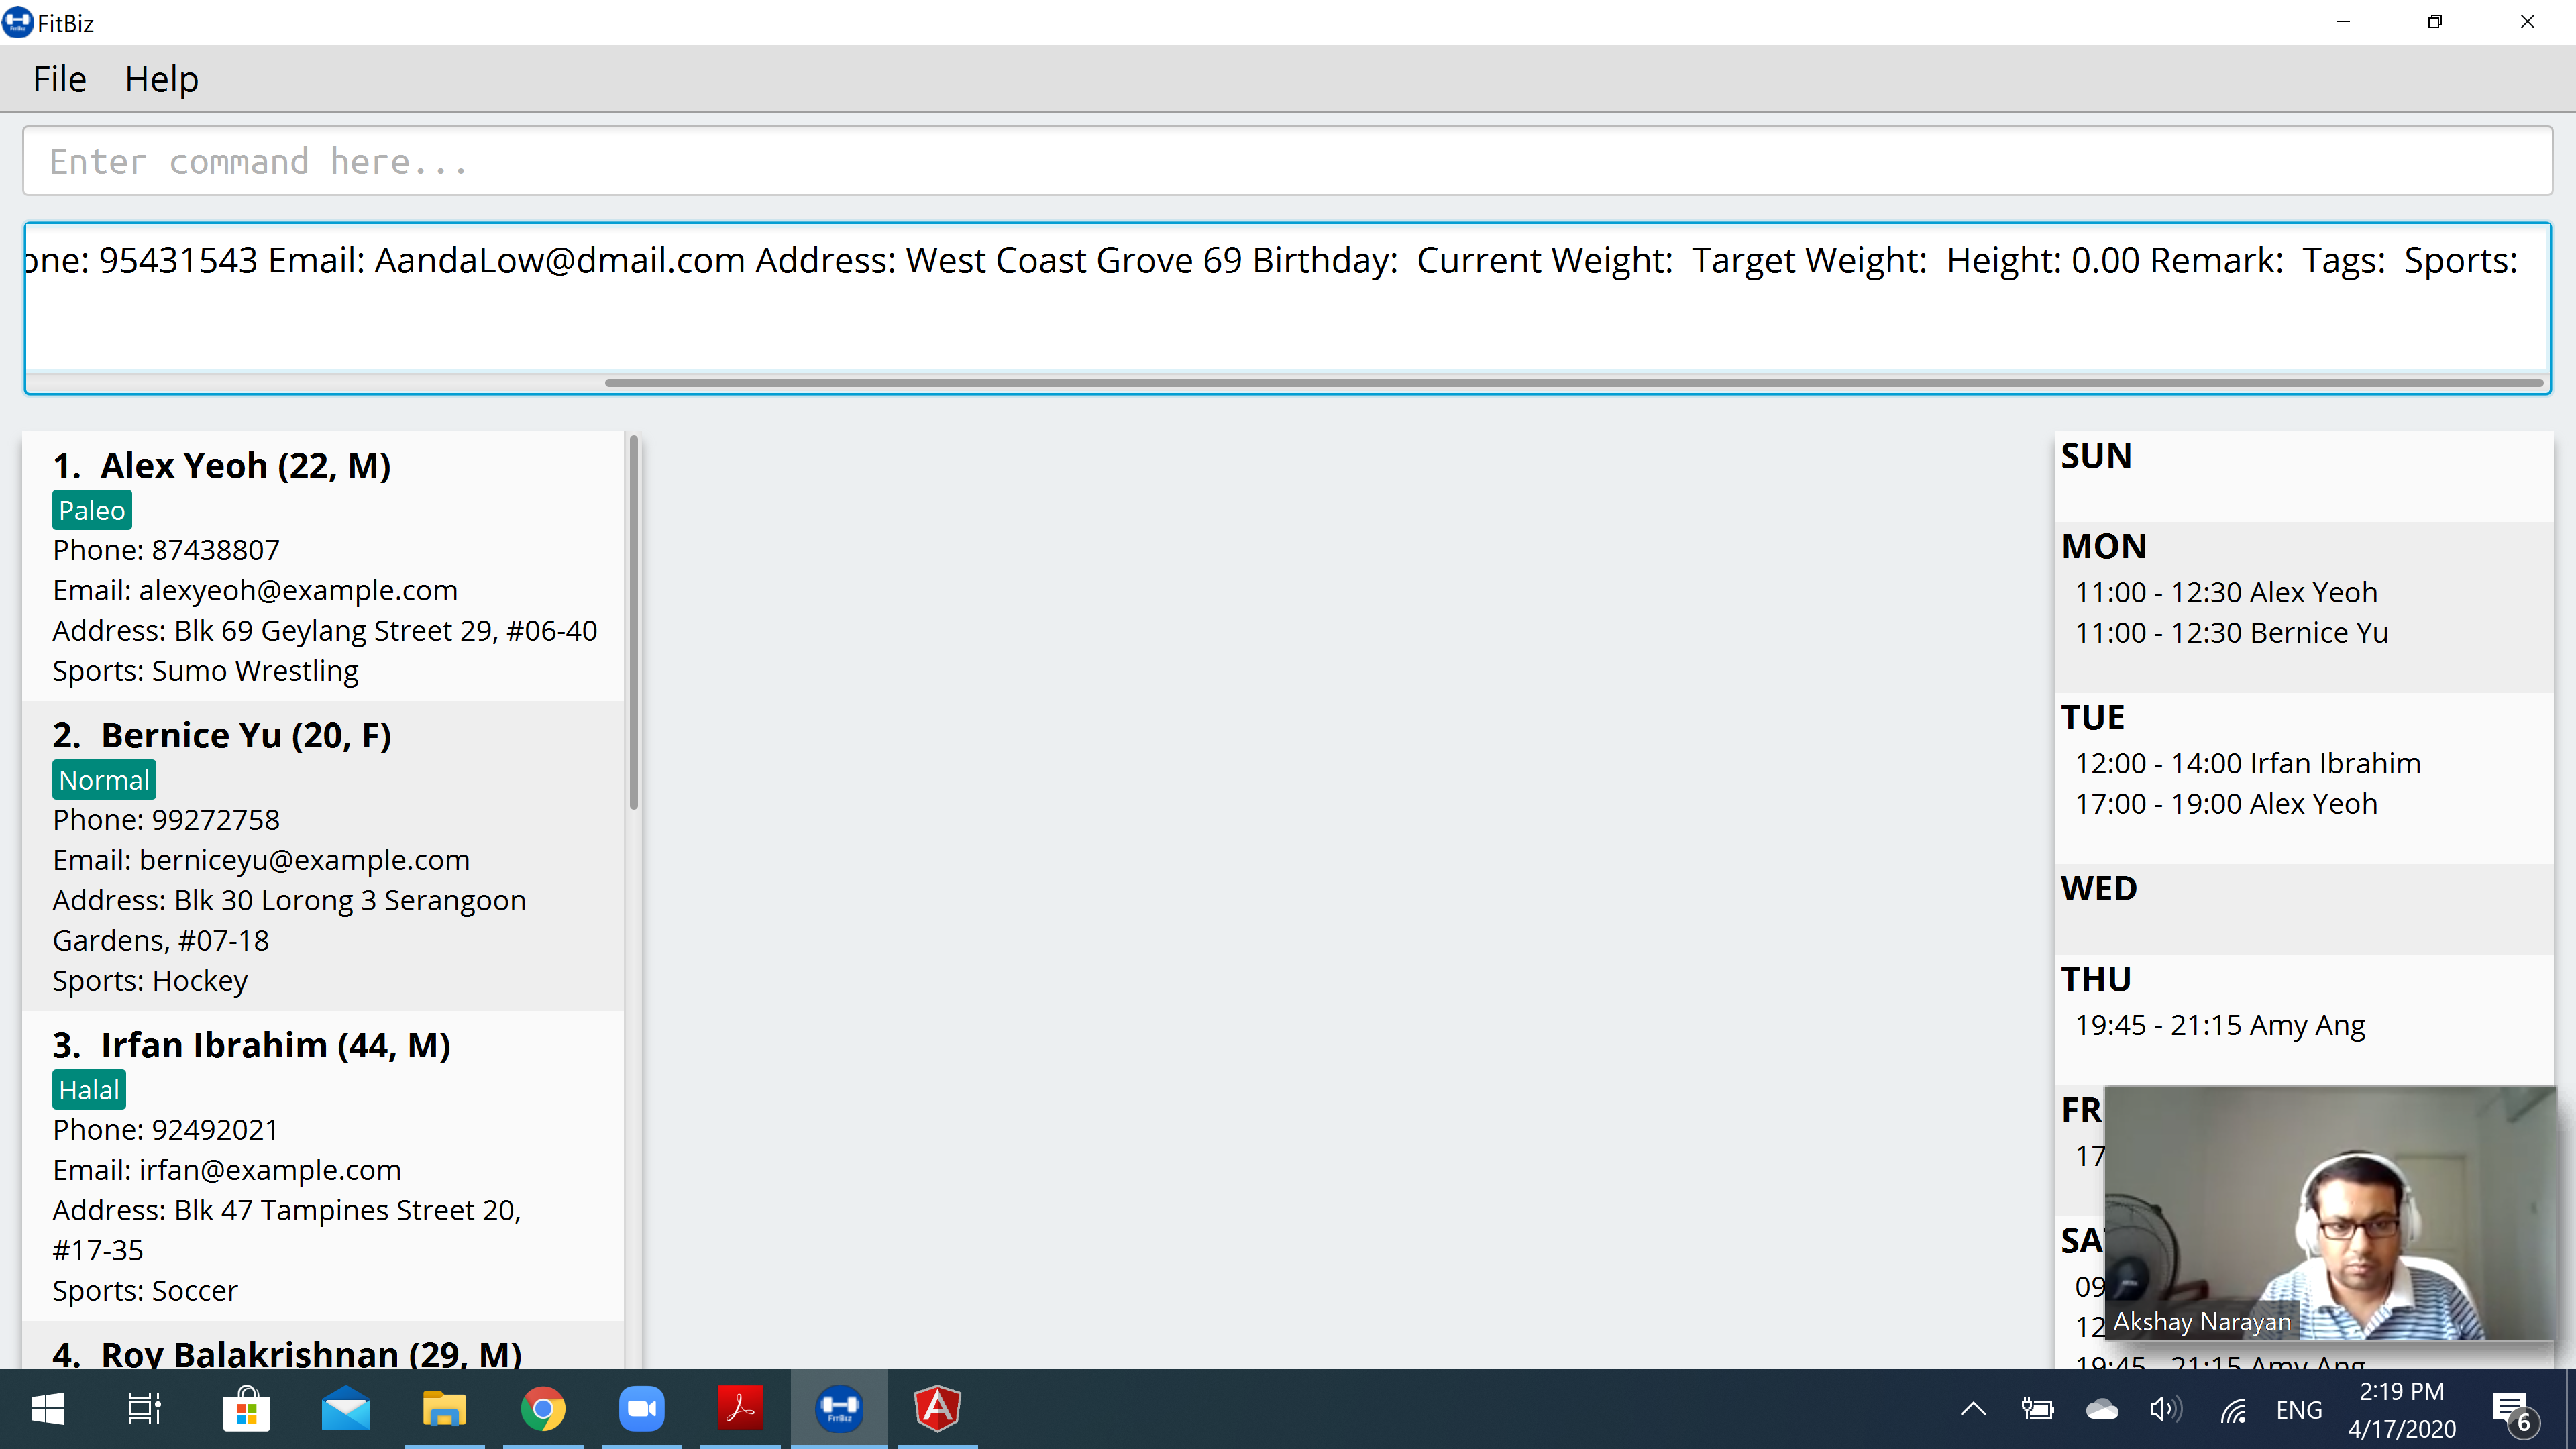 FitBiz
File Help
Enter command here...
one: 95431543 Email: AandaLow@dmail.com Address: West Coast Grove 69 Birthday: Current Weight: Target Weight: Height: 0.00 Remark: Tags: Sports:
1. Alex Yeoh (22, M)
Paleo
Phone: 87438807
Email: alexyeoh@example.com
Address: Blk 69 Geylang Street 29, #06-40
Sports: Sumo Wrestling
2. Bernice Yu (20, F)
Normal
Phone: 99272758
Email: berniceyu@example.com
Address: Blk 30 Lorong 3 Serangoon
Gardens, #07-18
Sports: Hockey
3. Irfan Ibrahim (44, M)
Halal
Phone: 92492021
Email: irfan@example.com
Address: Blk 47 Tampines Street 20,
#17-35
Sports: Soccer
4. Roy Balakrishnan (29, M)
SUN
MON
11:00 - 12:30 Alex Yeoh
11:00 - 12:30 Bernice Yu
TUE
12:00 - 14:00 Irfan Ibrahim
17:00 - 19:00 Alex Yeoh
WED
THU
19:45 - 21:15 Amy Ang
FR
17
SA
09
12
19:45 - 21:15 Amy Ang
Akshay Narayan
FitBiz
ENG
2:19 PM
4/17/2020
6